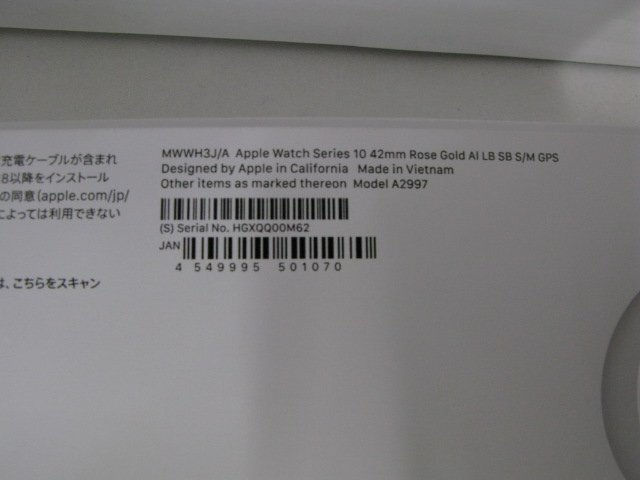 充電ケーブルが含まれ
8以降をインストール
の同意(apple.com/jp/
によっては利用できない
は、こちらをスキャン
MWWH3J/A Apple Watch Series 10 42mm Rose Gold Al LB SB S/M GPS
Designed by Apple in California Made in Vietnam
Other items as marked thereon Model A2997
(S) Serial No. HGXQQ00M62
JAN
4 549995 501070